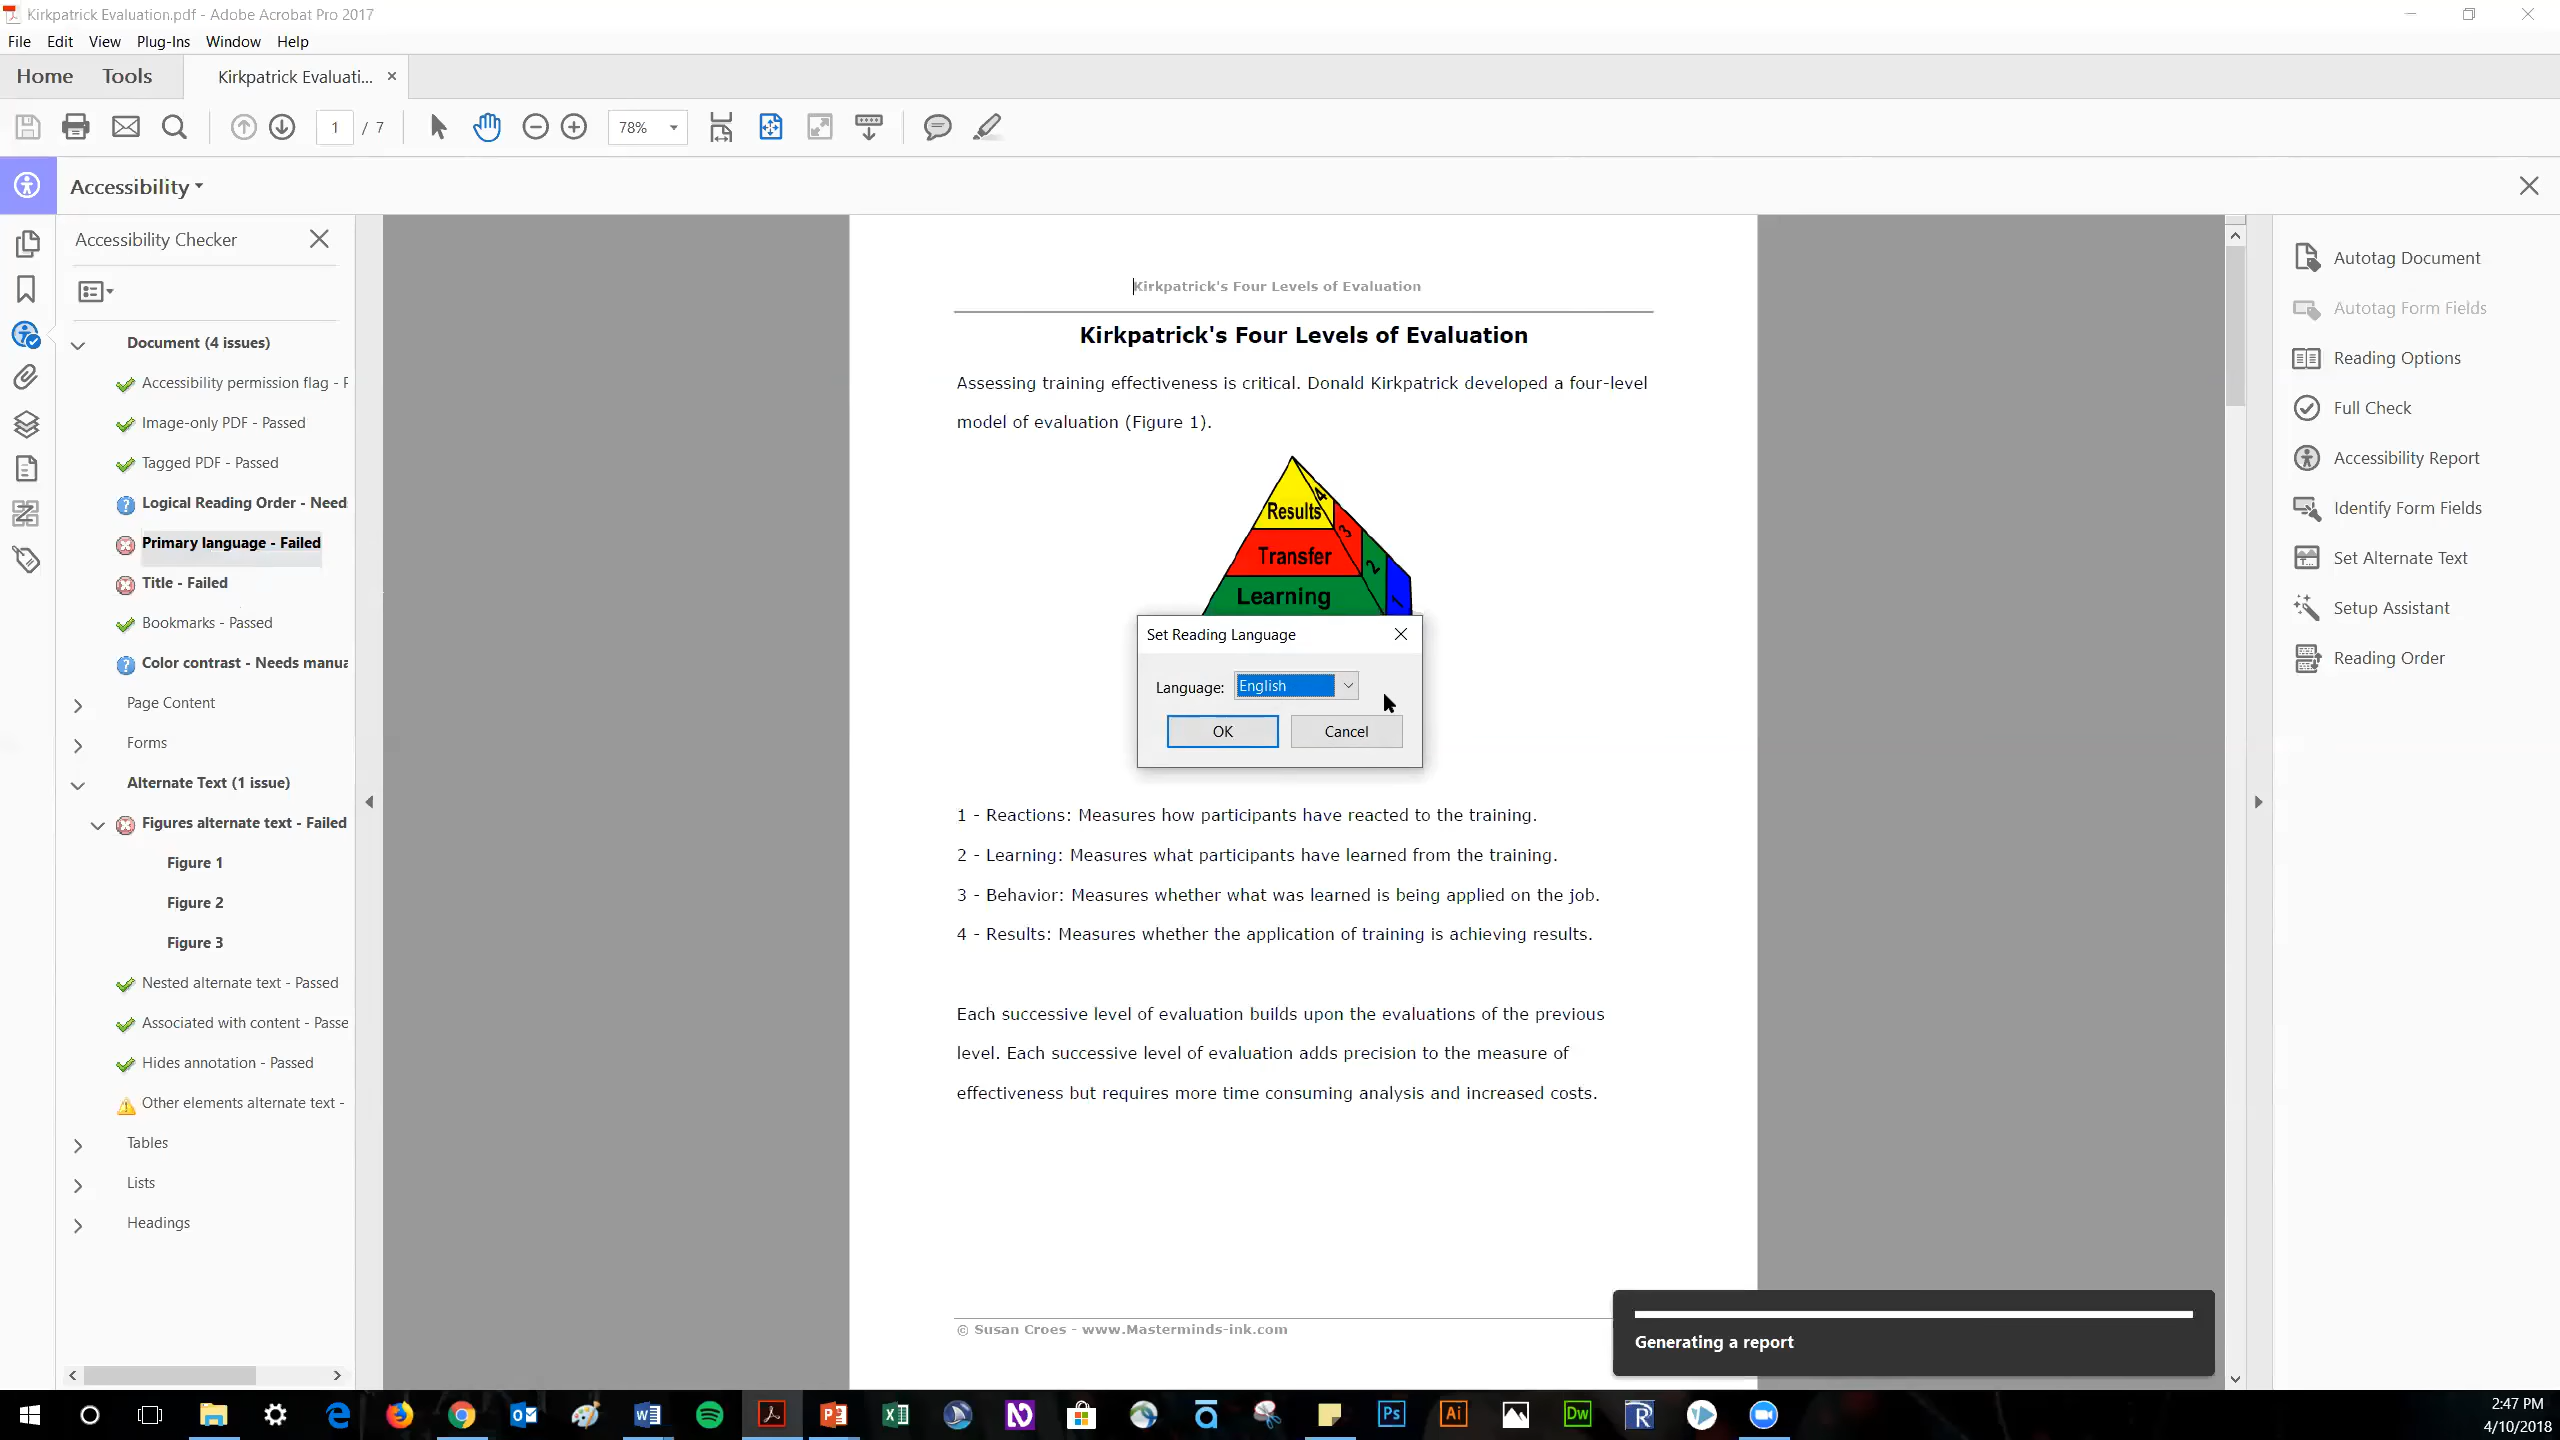 Kirkpatrick Evaluation.pdf - Adobe Acrobat Pro 2017
File Edit View Plug-Ins Window Help
Home Tools Kirkpatrick Evaluati...
1 / 7 78%
Accessibility
Accessibility Checker
Document (4 issues)
Accessibility permission flag - P
Image-only PDF - Passed
Tagged PDF - Passed
Logical Reading Order - Need
Primary language - Failed
Title - Failed
Bookmarks - Passed
Color contrast - Needs manua
Page Content
Forms
Alternate Text (1 issue)
Figures alternate text - Failed
Figure 1
Figure 2
Figure 3
Nested alternate text - Passed
Associated with content - Passe
Hides annotation - Passed
Other elements alternate text -
Tables
Lists
Headings
Kirkpatrick's Four Levels of Evaluation
Kirkpatrick's Four Levels of Evaluation
Assessing training effectiveness is critical. Donald Kirkpatrick developed a four-level
model of evaluation (Figure 1).
Results 4
Transfer 3
Learning 2 1
Set Reading Language
Language: English
OK Cancel
1 - Reactions: Measures how participants have reacted to the training.
2 - Learning: Measures what participants have learned from the training.
3 - Behavior: Measures whether what was learned is being applied on the job.
4 - Results: Measures whether the application of training is achieving results.
Each successive level of evaluation builds upon the evaluations of the previous
level. Each successive level of evaluation adds precision to the measure of
effectiveness but requires more time consuming analysis and increased costs.
© Susan Croes - www.Masterminds-ink.com
Generating a report
Autotag Document
Autotag Form Fields
Reading Options
Full Check
Accessibility Report
Identify Form Fields
Set Alternate Text
Setup Assistant
Reading Order
Ps Ai Dw
2:47 PM
4/10/2018